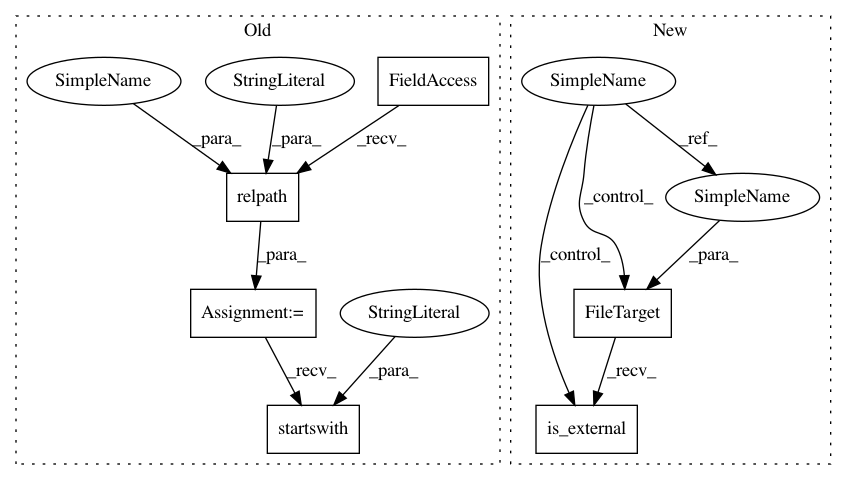 Old
New
SimpleName
StringLiteral
FieldAccess
SimpleName
_para_
_para_
_recv_
_ref_
relpath
_control_
SimpleName
_para_
_control_
_para_
Assignment:=
StringLiteral
FileTarget
_recv_
_para_
_recv_
startswith
is_external